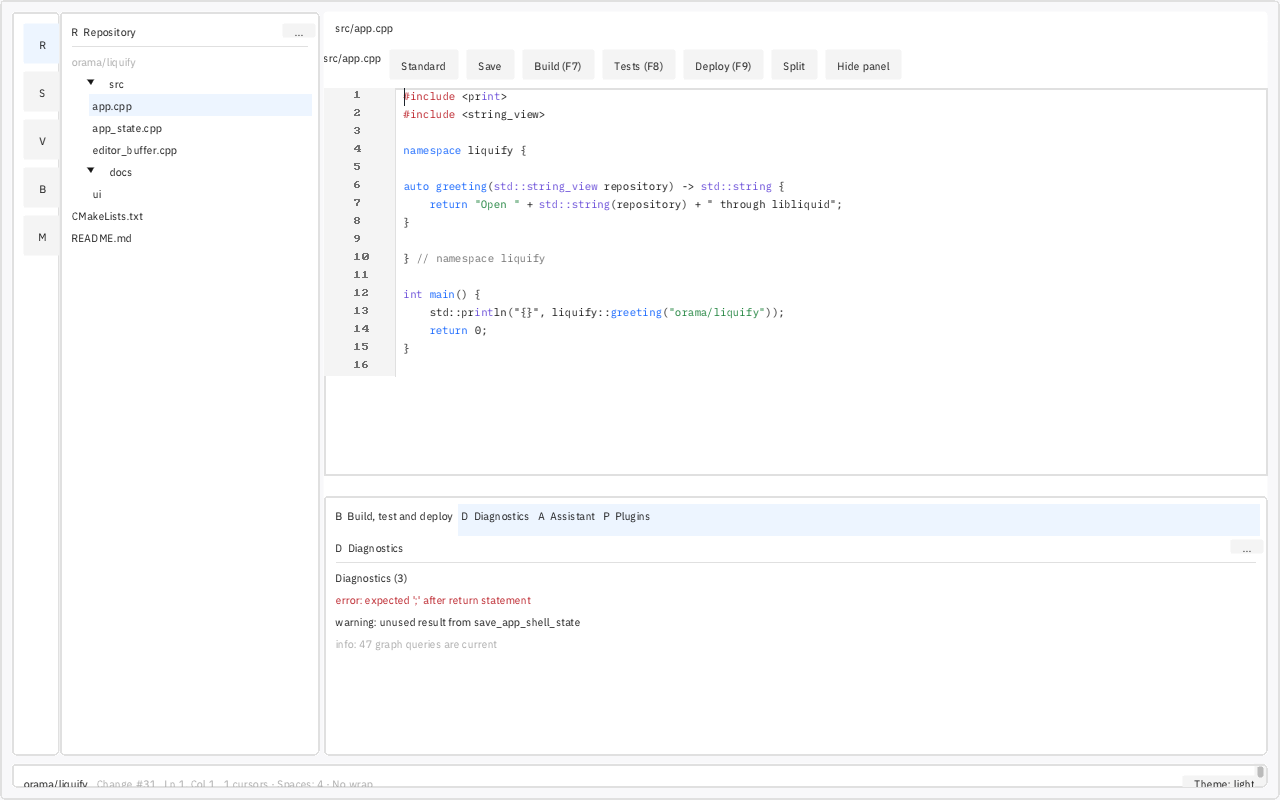 R
S
V
B
M
R Repository
...
orama/liquify
src
app.cpp
app_state.cpp
editor_buffer.cpp
docs
ui
CMakeLists.txt
README.md
src/app.cpp
src/app.cpp Standard Save Build (F7) Tests (F8) Deploy (F9) Split Hide panel
1 #include <print>
2 #include <string_view>
3
4 namespace liquify {
5
6 auto greeting(std::string_view repository) -> std::string {
7     return "Open " + std::string(repository) + " through libliquid";
8 }
9
10 } // namespace liquify
11
12 int main() {
13     std::println("{}", liquify::greeting("orama/liquify"));
14     return 0;
15 }
16
B Build, test and deploy D Diagnostics A Assistant P Plugins
D Diagnostics ...
Diagnostics (3)
error: expected ';' after return statement
warning: unused result from save_app_shell_state
info: 47 graph queries are current
orama/liquify Change #31 Ln 1, Col 1 1 cursors · Spaces: 4 · No wrap Theme: light